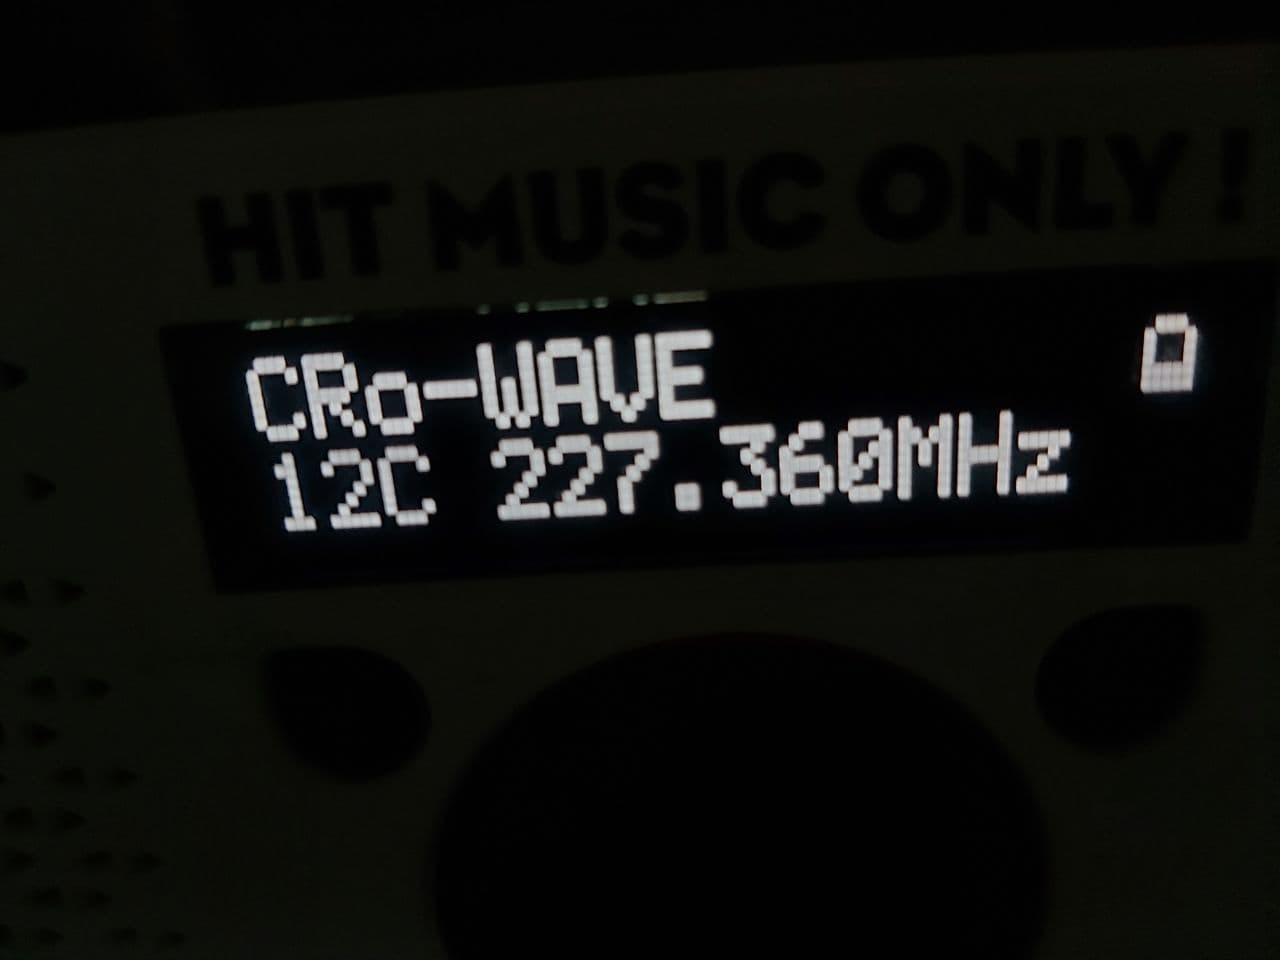 HIT MUSIC ONLY !
CRo-WAVE
12C 227.360MHz